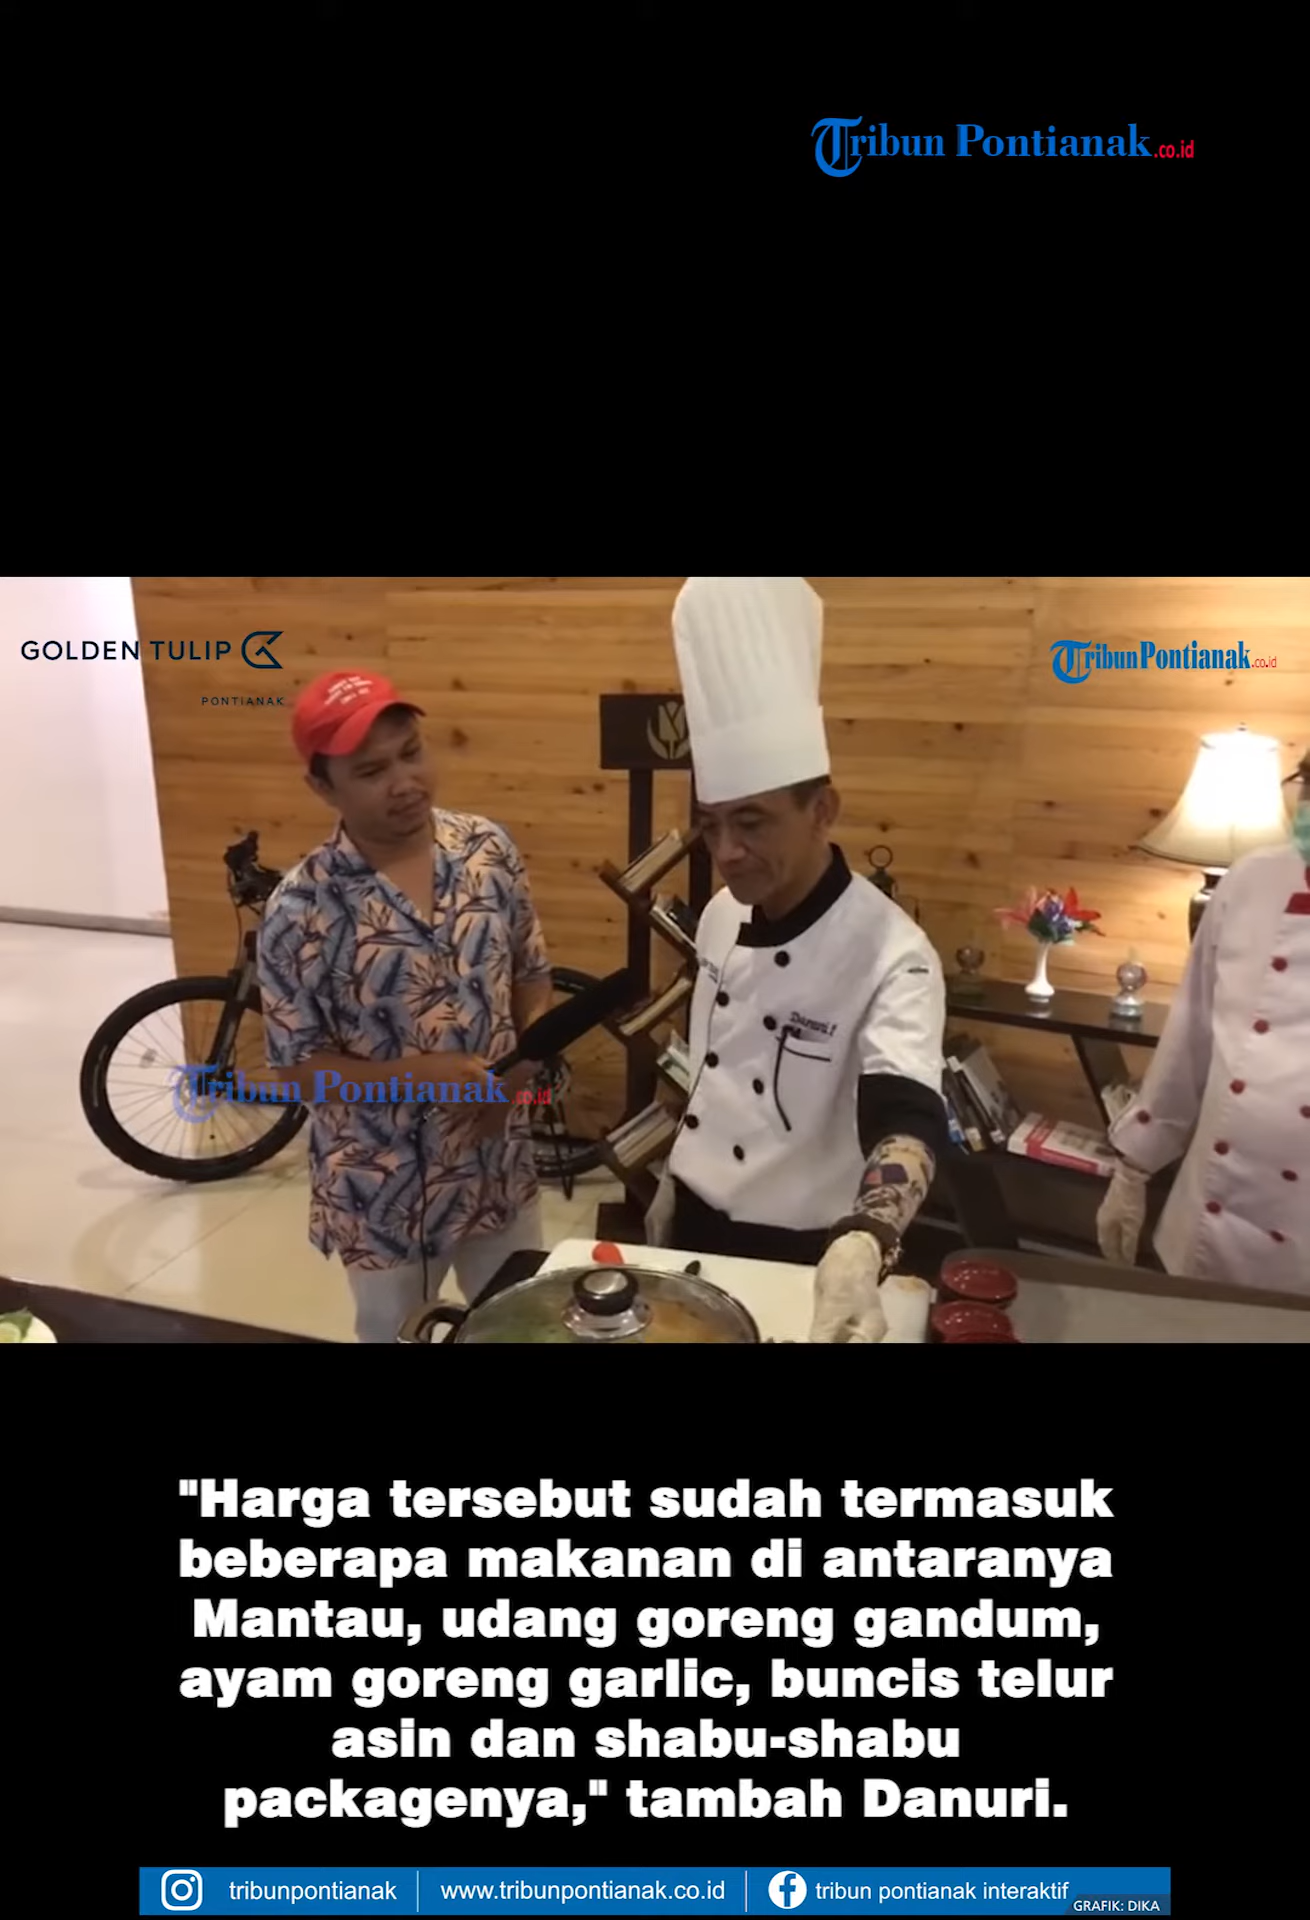 Tribun Pontianak.co.id
GOLDEN TULIP
PONTIANAK
TribunPontianak.co.id
Danuri
Tribun Pontianak.co.id
"Harga tersebut sudah termasuk
beberapa makanan di antaranya
Mantau, udang goreng gandum,
ayam goreng garlic, buncis telur
asin dan shabu-shabu
packagenya," tambah Danuri.
tribunpontianak
www.tribunpontianak.co.id
tribun pontianak interaktif
GRAFIK: DIKA